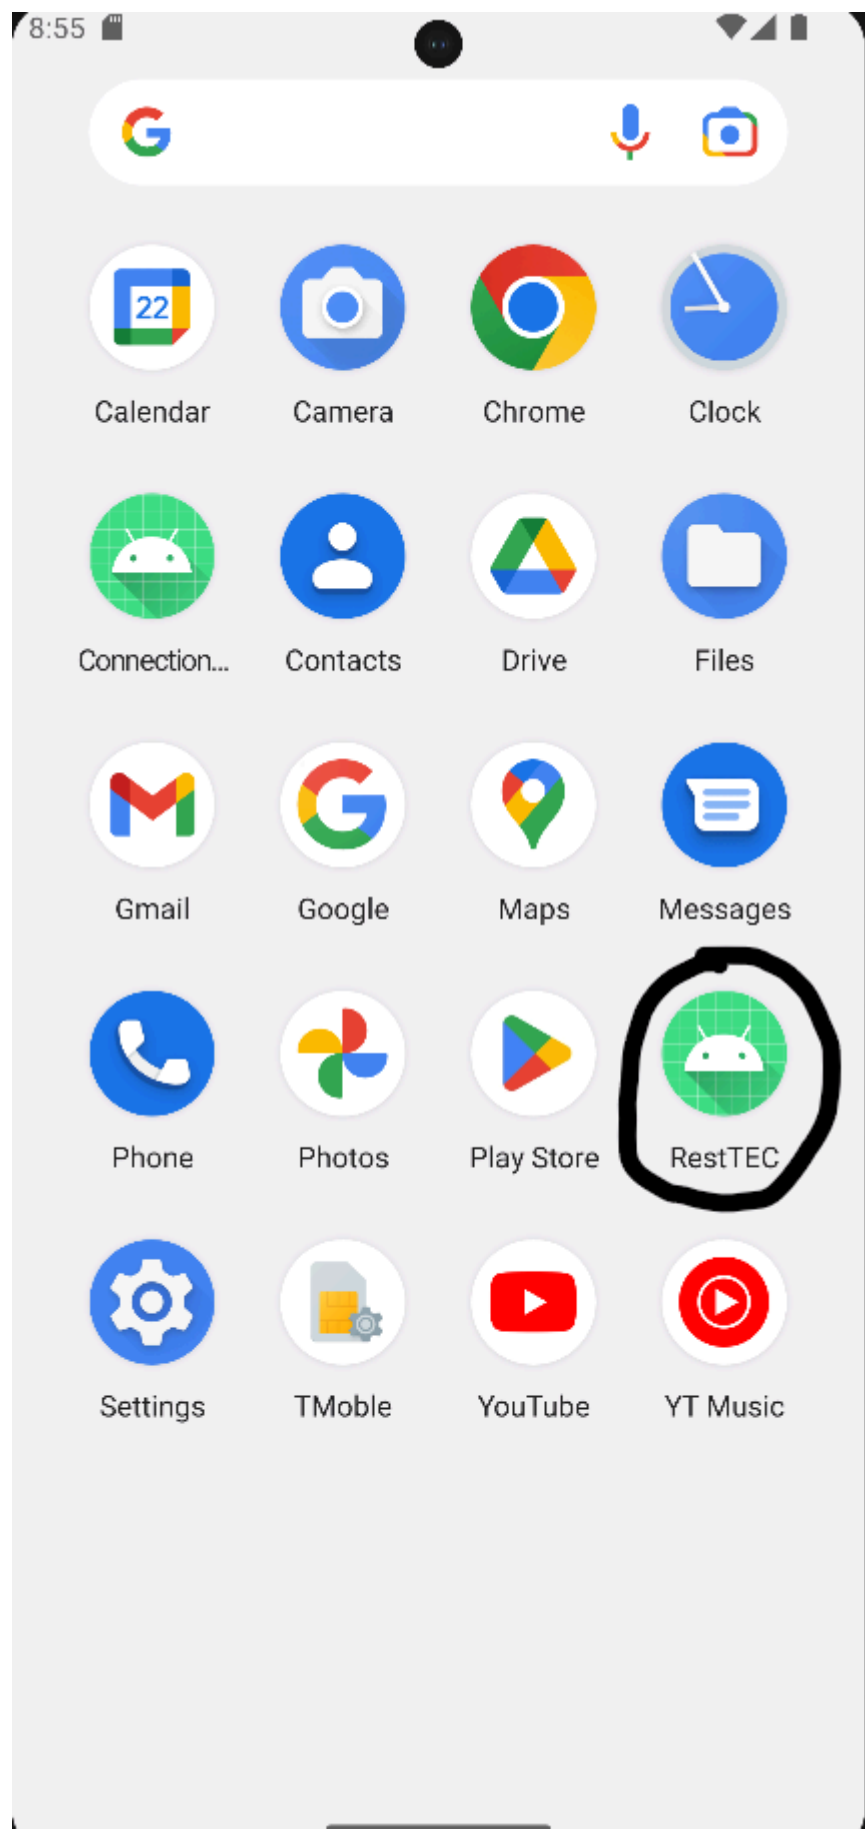 8:55
22
Calendar Camera Chrome Clock
Connection... Contacts Drive Files
Gmail Google Maps Messages
Phone Photos Play Store RestTEC
Settings TMoble YouTube YT Music